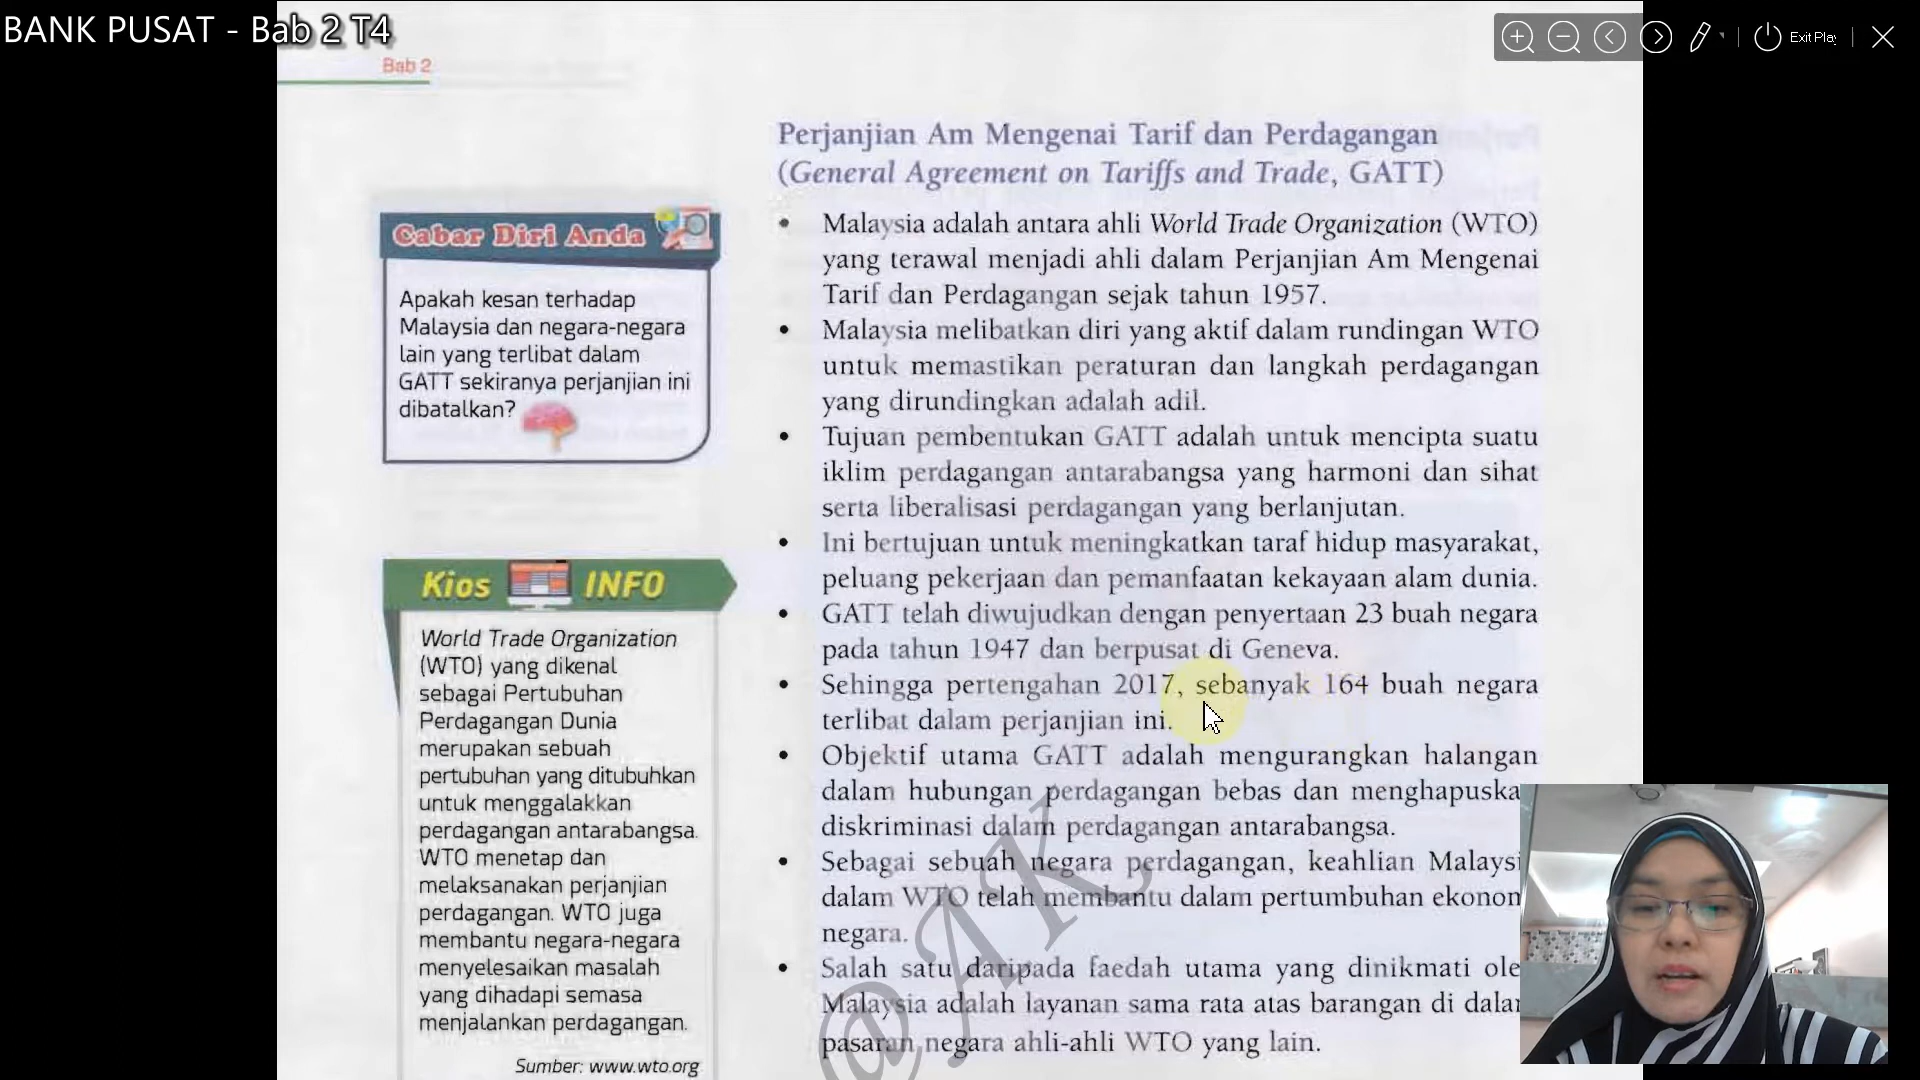 BANK PUSAT - Bab 2 T4
Exit Pla
Bab 2
Perjanjian Am Mengenai Tarif dan Perdagangan
(General Agreement on Tariffs and Trade, GATT)
• Malaysia adalah antara ahli World Trade Organization (WTO)
yang terawal menjadi ahli dalam Perjanjian Am Mengenai
Tarif dan Perdagangan sejak tahun 1957.
• Malaysia melibatkan diri yang aktif dalam rundingan WTO
untuk memastikan peraturan dan langkah perdagangan
yang dirundingkan adalah adil.
• Tujuan pembentukan GATT adalah untuk mencipta suatu
iklim perdagangan antarabangsa yang harmoni dan sihat
serta liberalisasi perdagangan yang berlanjutan.
• Ini bertujuan untuk meningkatkan taraf hidup masyarakat,
peluang pekerjaan dan pemanfaatan kekayaan alam dunia.
• GATT telah diwujudkan dengan penyertaan 23 buah negara
pada tahun 1947 dan berpusat di Geneva.
• Sehingga pertengahan 2017, sebanyak 164 buah negara
terlibat dalam perjanjian ini.
• Objektif utama GATT adalah mengurangkan halangan
dalam hubungan perdagangan bebas dan menghapuska
diskriminasi dalam perdagangan antarabangsa.
• Sebagai sebuah negara perdagangan, keahlian Malaysi
dalam WTO telah membantu dalam pertumbuhan ekonon
negara.
• Salah satu daripada faedah utama yang dinikmati ole
Malaysia adalah layanan sama rata atas barangan di dalar
pasaran negara ahli-ahli WTO yang lain.
Cabar Diri Anda
Apakah kesan terhadap
Malaysia dan negara-negara
lain yang terlibat dalam
GATT sekiranya perjanjian ini
dibatalkan?
Kios INFO
World Trade Organization
(WTO) yang dikenal
sebagai Pertubuhan
Perdagangan Dunia
merupakan sebuah
pertubuhan yang ditubuhkan
untuk menggalakkan
perdagangan antarabangsa.
WTO menetap dan
melaksanakan perjanjian
perdagangan. WTO juga
membantu negara-negara
menyelesaikan masalah
yang dihadapi semasa
menjalankan perdagangan.
Sumber: www.wto.org
@AK